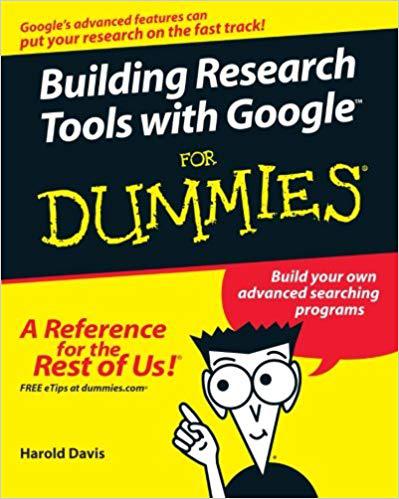 Google's advanced features can
put your research on the fast track!
Building Research
Tools with Google™
FOR
DUMMIES®
Build your own
advanced searching
programs
A Reference
for the
Rest of Us!®
FREE eTips at dummies.com®
Harold Davis